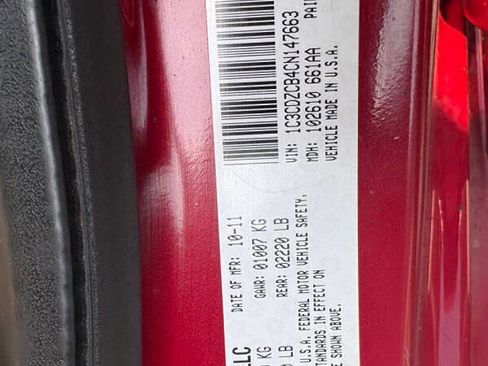 LLC
DATE OF MFR: 10-11
KG GAWR: 01007 KG
LB REAR: 02220 LB
U.S.A. FEDERAL MOTOR VEHICLE SAFETY,
STANDARDS IN EFFECT ON
SHOWN ABOVE.
VIN: 1C3CDZCB4CN147663
MDH: 102610 661AA
VEHICLE MADE IN U.S.A.